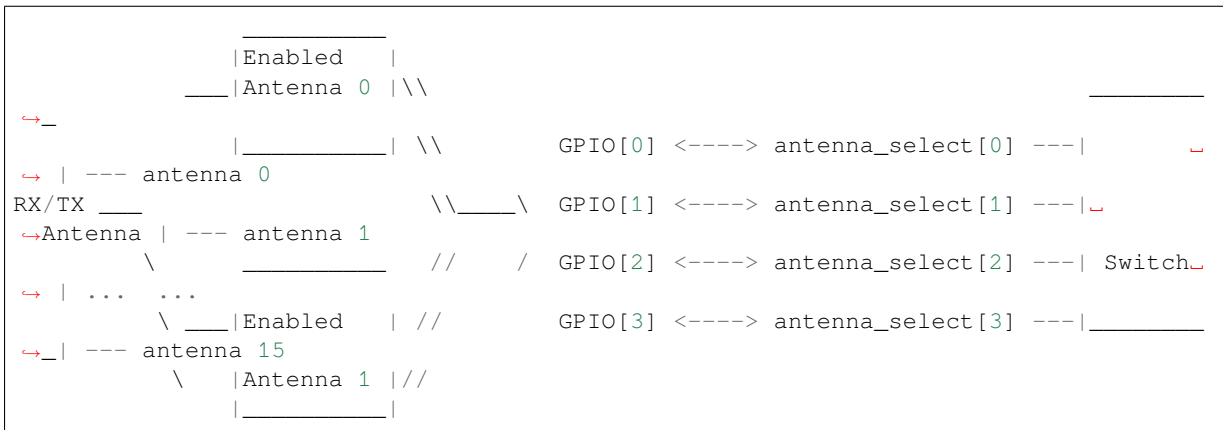 __________
                  |Enabled   |
              ___|Antenna 0 |\\                                                      ________
↪_
                  |__________| \\         GPIO[0] <----> antenna_select[0] ---|        ␣
↪ | --- antenna 0
RX/TX ___                        \\____\  GPIO[1] <----> antenna_select[1] ---|␣
↪Antenna | --- antenna 1
          \       __________   //     /  GPIO[2] <----> antenna_select[2] ---| Switch␣
↪ | ...  ...
           \ ___|Enabled   | //         GPIO[3] <----> antenna_select[3] ---|________
↪_| --- antenna 15
            \    |Antenna 1 |//
                 |__________|